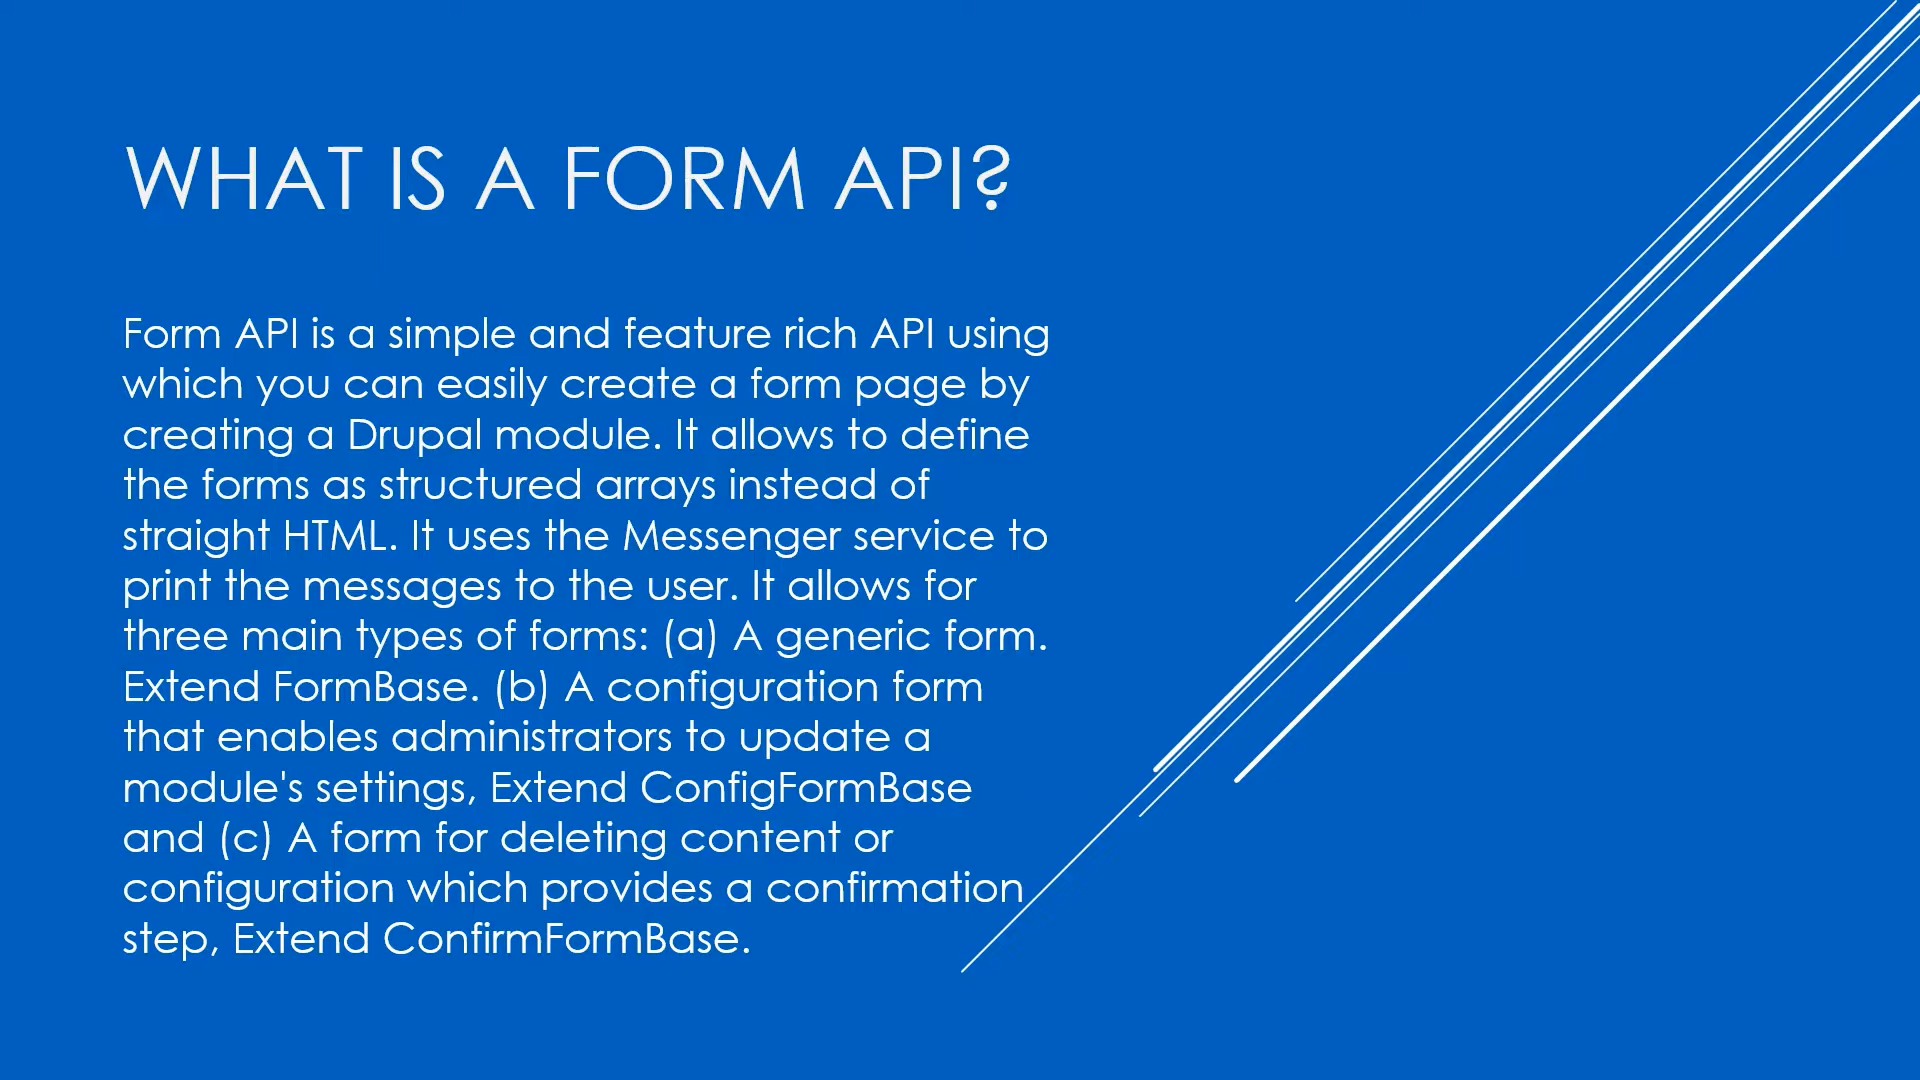 WHAT IS A FORM API?
Form API is a simple and feature rich API using
which you can easily create a form page by
creating a Drupal module. It allows to define
the forms as structured arrays instead of
straight HTML. It uses the Messenger service to
print the messages to the user. It allows for
three main types of forms: (a) A generic form.
Extend FormBase. (b) A configuration form
that enables administrators to update a
module's settings, Extend ConfigFormBase
and (c) A form for deleting content or
configuration which provides a confirmation
step, Extend ConfirmFormBase.